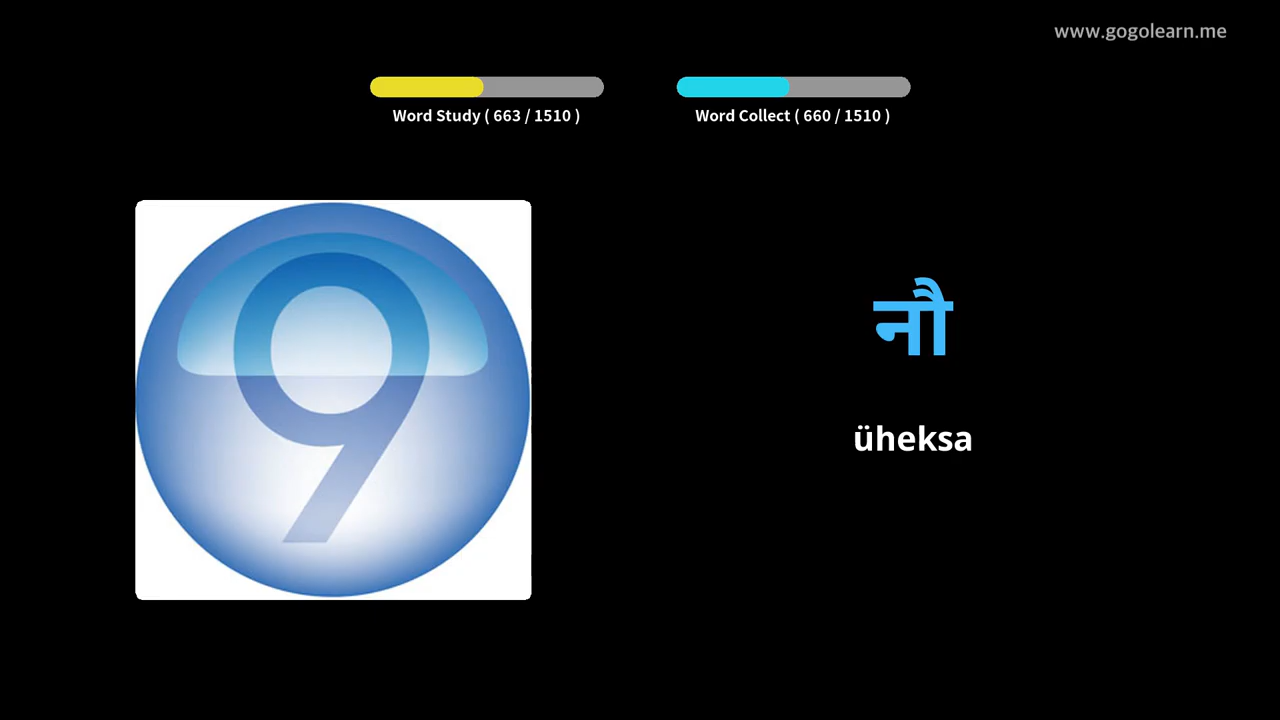 www.gogolearn.me
Word Study ( 663 / 1510 )
Word Collect ( 660 / 1510 )
9
नौ
üheksa